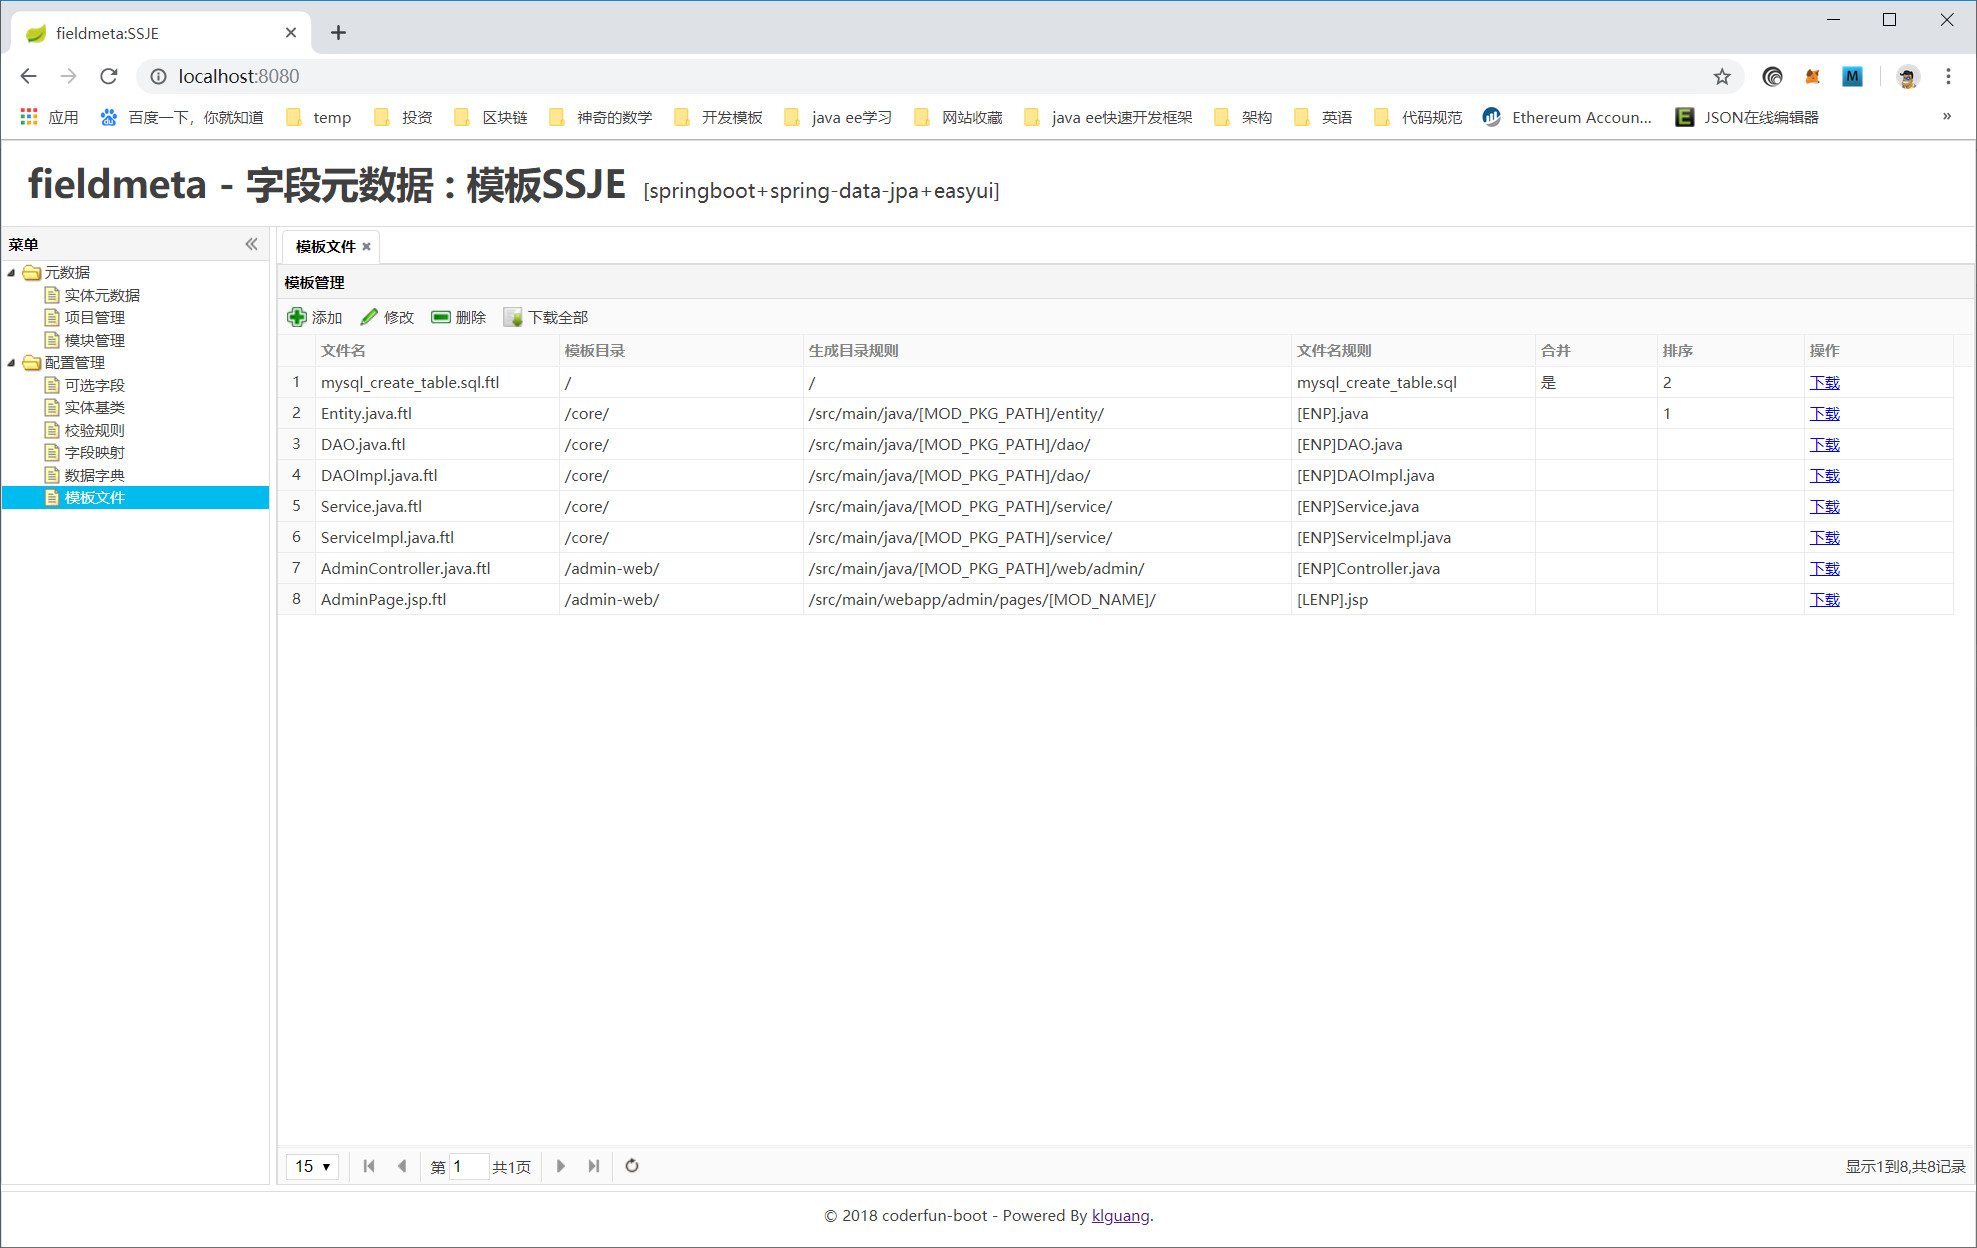 fieldmeta:SSJE
localhost:8080
应用 百度一下，你就知道 temp 投资 区块链 神奇的数学 开发模板 java ee学习 网站收藏 java ee快速开发框架 架构 英语 代码规范 Ethereum Accoun... JSON在线编辑器 »
fieldmeta - 字段元数据：模板SSJE [springboot+spring-data-jpa+easyui]
菜单
元数据
实体元数据
项目管理
模块管理
配置管理
可选字段
实体基类
校验规则
字段映射
数据字典
模板文件
模板文件
模板管理
添加 修改 删除 下载全部
文件名 模板目录 生成目录规则 文件名规则 合并 排序 操作
1 mysql_create_table.sql.ftl / / mysql_create_table.sql 是 2 下载
2 Entity.java.ftl /core/ /src/main/java/[MOD_PKG_PATH]/entity/ [ENP].java 1 下载
3 DAO.java.ftl /core/ /src/main/java/[MOD_PKG_PATH]/dao/ [ENP]DAO.java 下载
4 DAOImpl.java.ftl /core/ /src/main/java/[MOD_PKG_PATH]/dao/ [ENP]DAOImpl.java 下载
5 Service.java.ftl /core/ /src/main/java/[MOD_PKG_PATH]/service/ [ENP]Service.java 下载
6 ServiceImpl.java.ftl /core/ /src/main/java/[MOD_PKG_PATH]/service/ [ENP]ServiceImpl.java 下载
7 AdminController.java.ftl /admin-web/ /src/main/java/[MOD_PKG_PATH]/web/admin/ [ENP]Controller.java 下载
8 AdminPage.jsp.ftl /admin-web/ /src/main/webapp/admin/pages/[MOD_NAME]/ [LENP].jsp 下载
15 第 1 共1页 显示1到8,共8记录
© 2018 coderfun-boot - Powered By klguang.